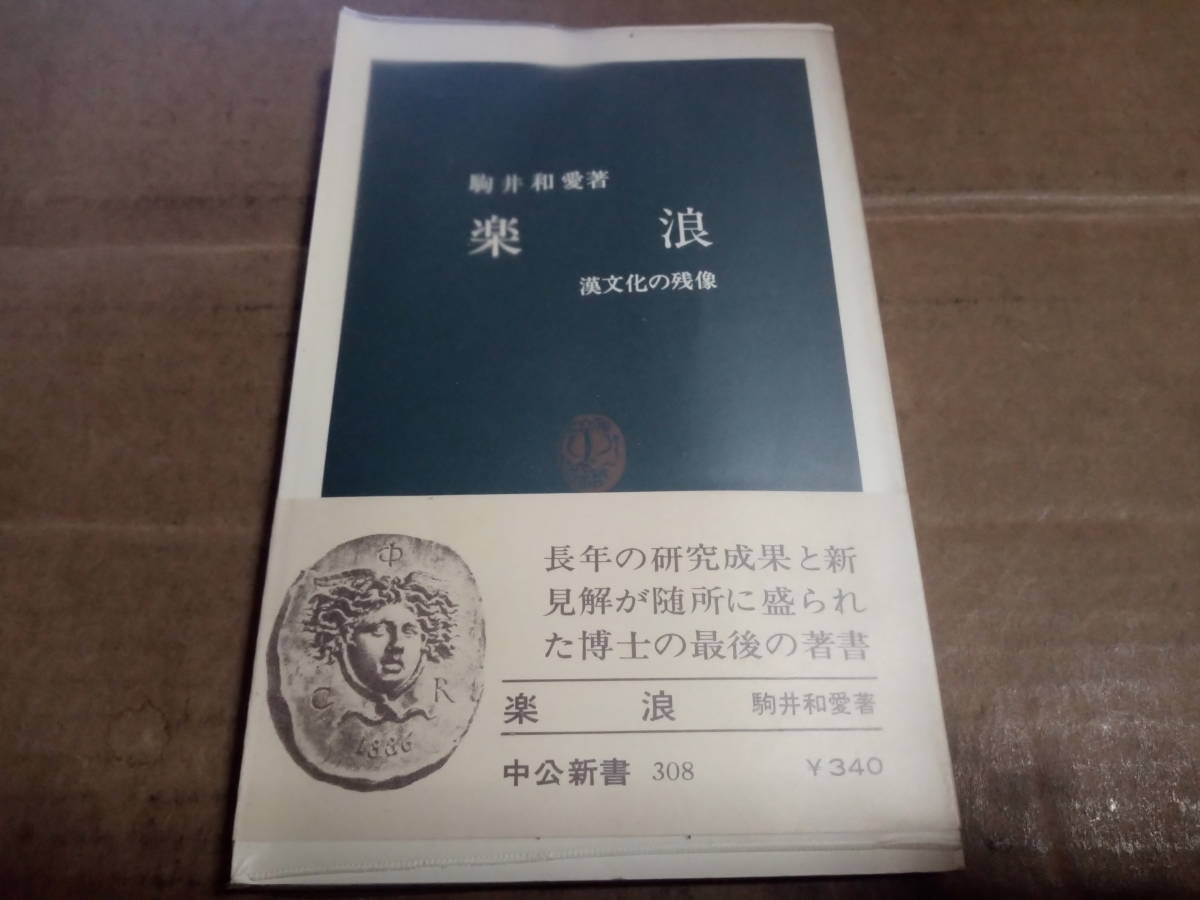 駒井和愛著
楽浪
漢文化の残像
長年の研究成果と新
見解が随所に盛られ
た博士の最後の著書
楽浪 駒井和愛著
中公新書 308 ￥340
Φ
C R
1886